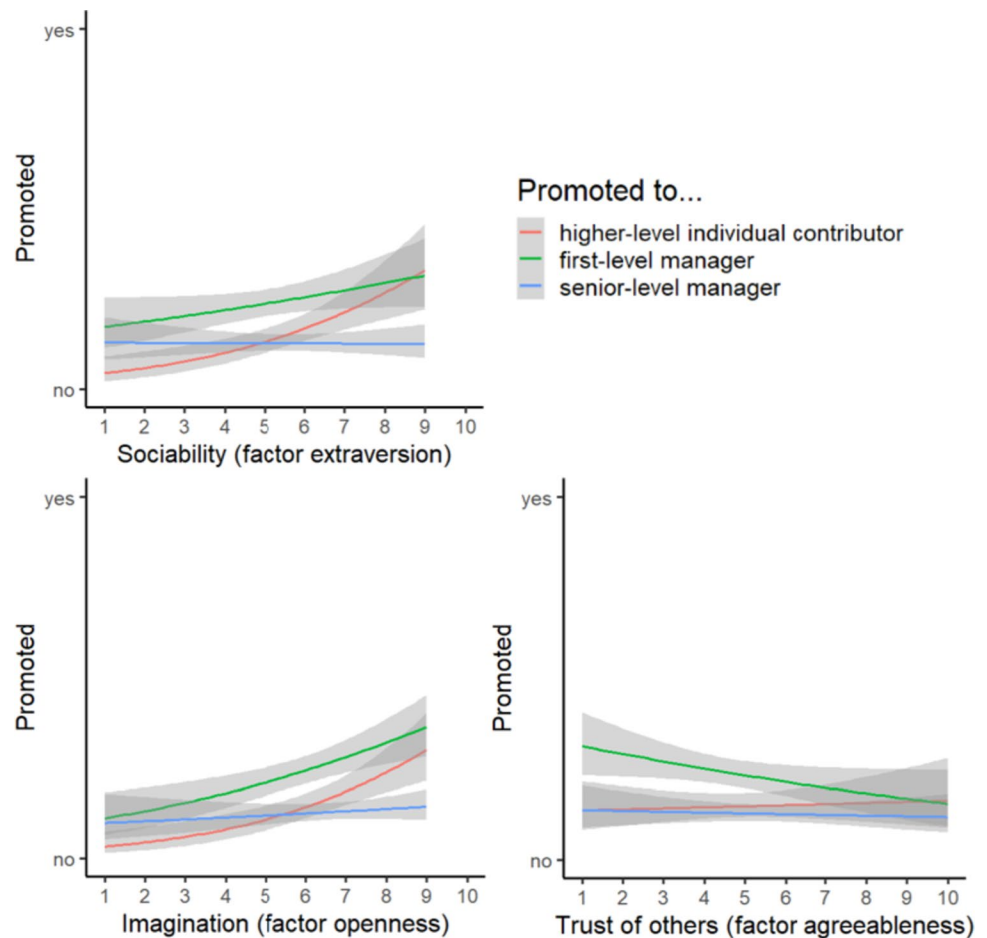 yes
Promoted
no
1 2 3 4 5 6 7 8 9 10
Sociability (factor extraversion)
Promoted to...
higher-level individual contributor
first-level manager
senior-level manager
yes
Promoted
no
1 2 3 4 5 6 7 8 9 10
Imagination (factor openness)
yes
Promoted
no
1 2 3 4 5 6 7 8 9 10
Trust of others (factor agreeableness)